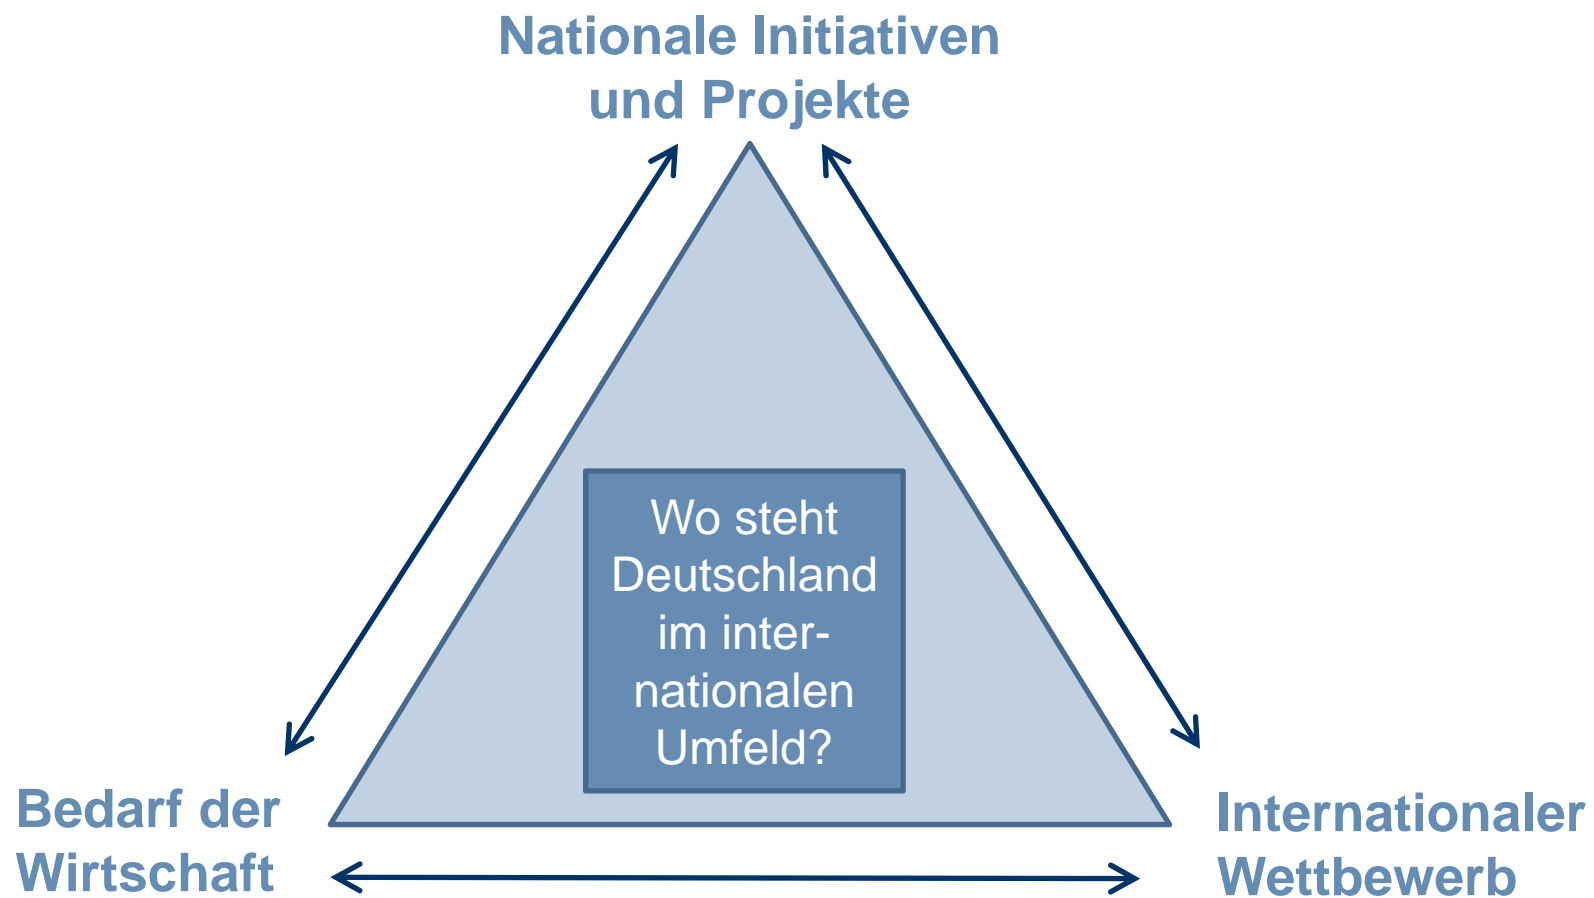 Nationale Initiativen
und Projekte
Wo steht
Deutschland
im inter-
nationalen
Umfeld?
Bedarf der
Wirtschaft
Internationaler
Wettbewerb